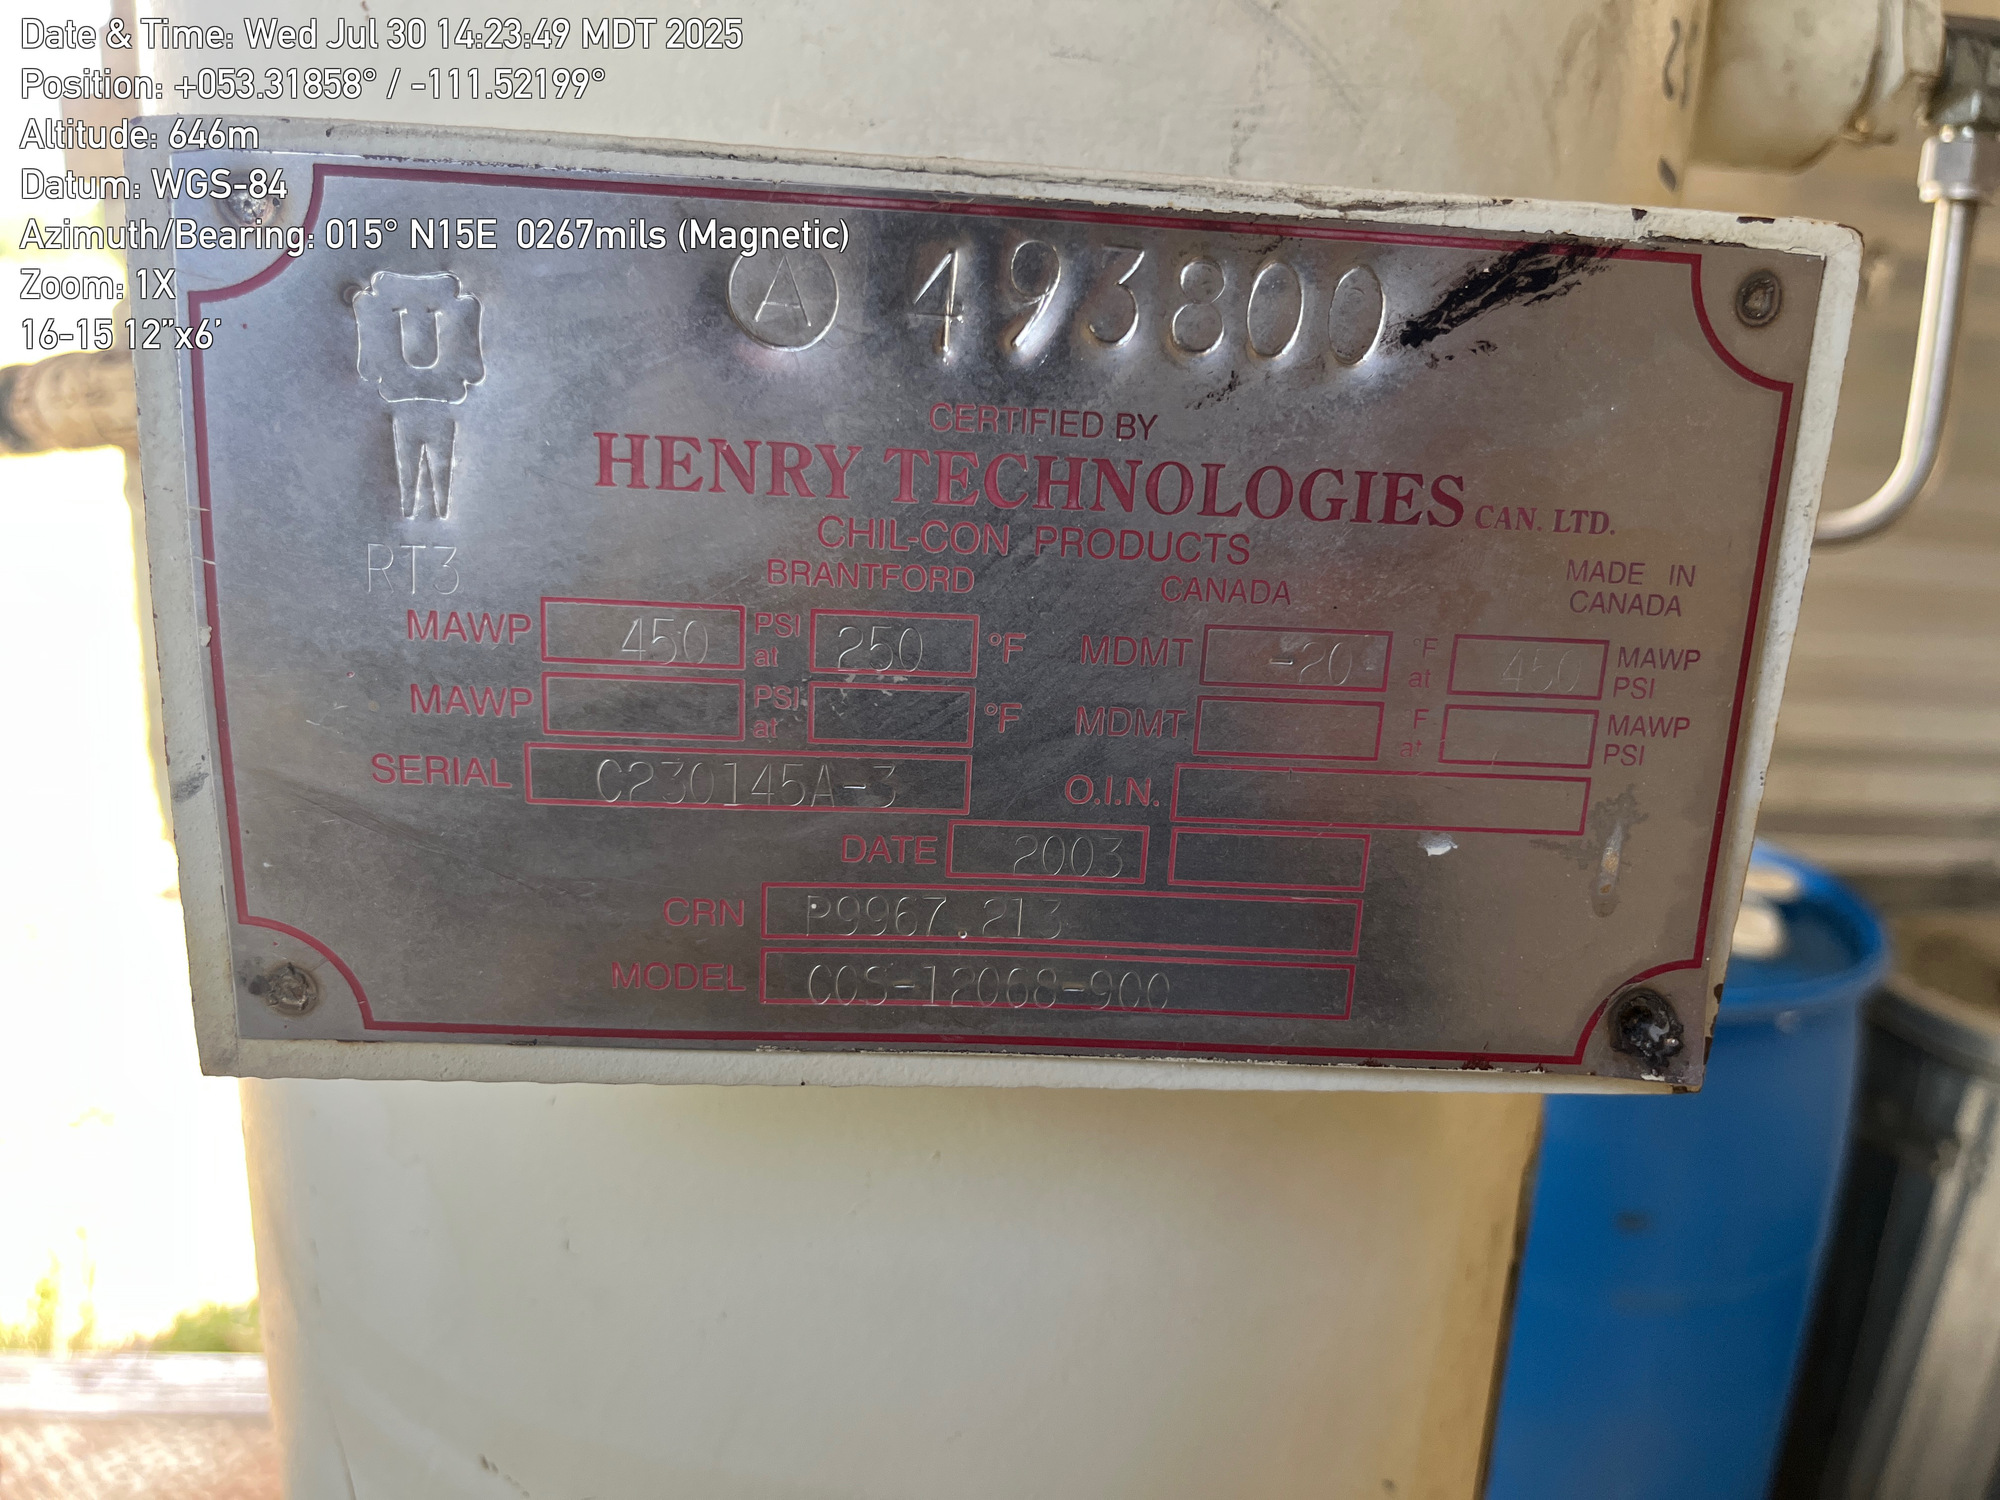 Date & Time: Wed Jul 30 14:23:49 MDT 2025
Position: +053.31858° / -111.52199°
Altitude: 646m
Datum: WGS-84
Azimuth/Bearing: 015° N15E 0267mils (Magnetic)
Zoom: 1X
16-15 12"x6'
U
W
RT3
A 493800
CERTIFIED BY
HENRY TECHNOLOGIES CAN. LTD.
CHIL-CON PRODUCTS
BRANTFORD CANADA
MADE IN CANADA
MAWP 450 PSI at 250 °F MDMT -20 °F at 450 MAWP PSI
MAWP PSI at °F MDMT F at MAWP PSI
SERIAL C230145A-3 O.I.N.
DATE 2003
CRN P9967.213
MODEL CCS-12068-900